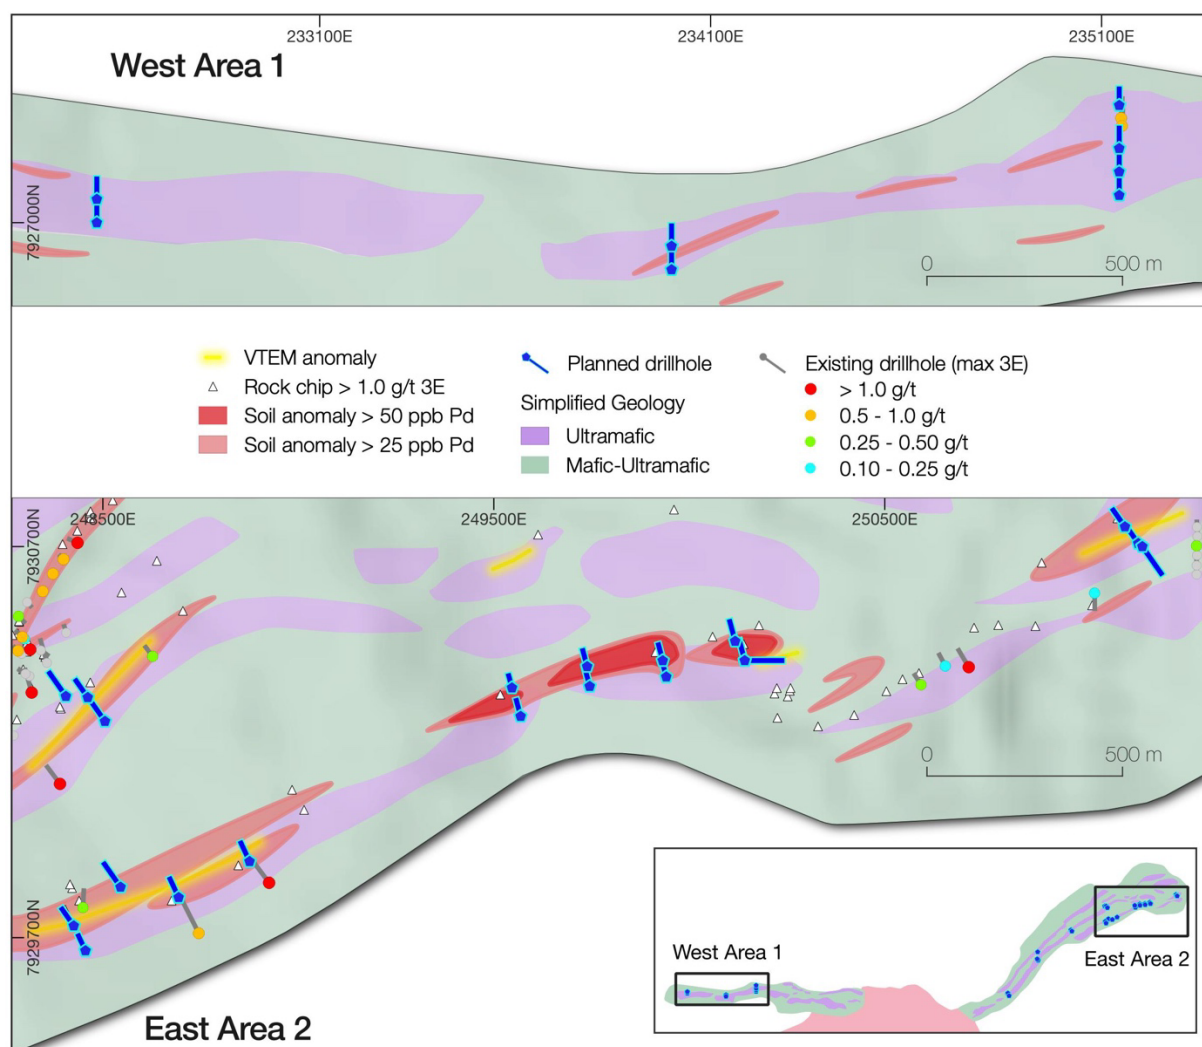 233100E
234100E
235100E
West Area 1
7927000N
0
500 m
VTEM anomaly
Rock chip > 1.0 g/t 3E
Soil anomaly > 50 ppb Pd
Soil anomaly > 25 ppb Pd
Planned drillhole
Simplified Geology
Ultramafic
Mafic-Ultramafic
Existing drillhole (max 3E)
> 1.0 g/t
0.5 - 1.0 g/t
0.25 - 0.50 g/t
0.10 - 0.25 g/t
248500E
249500E
250500E
7930700N
0
500 m
7929700N
East Area 2
West Area 1
East Area 2